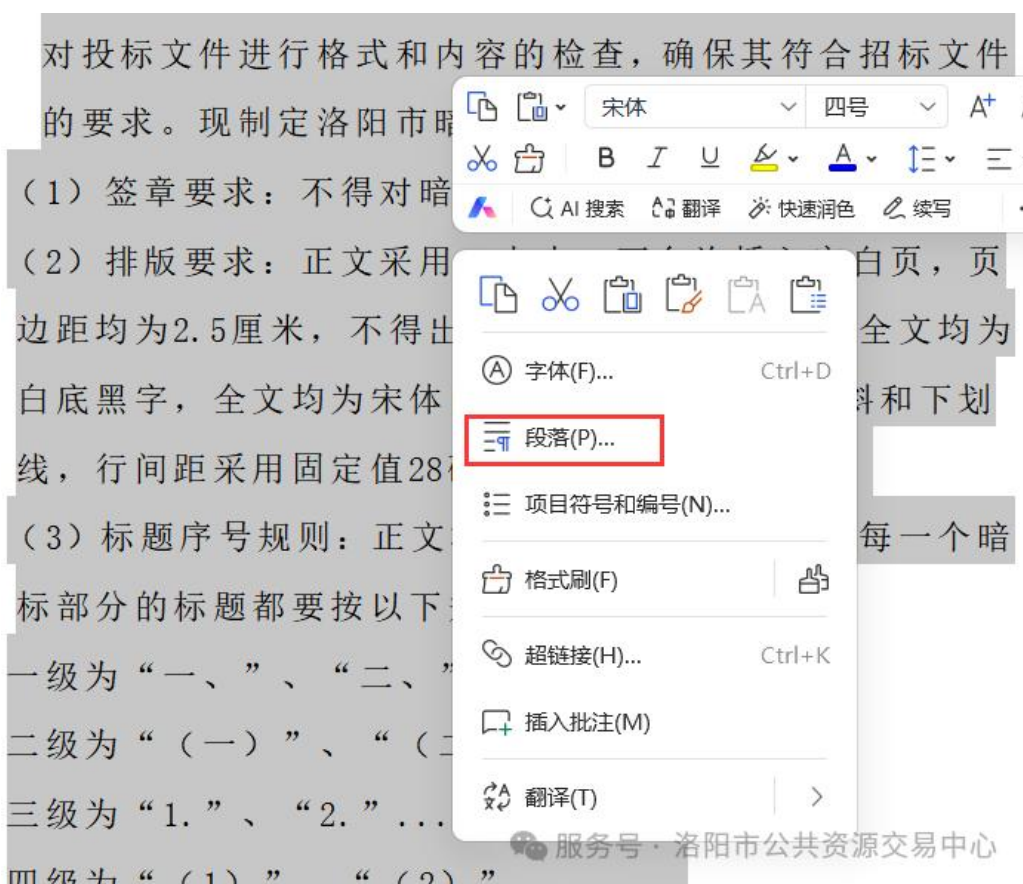 对投标文件进行格式和内容的检查，确保其符合招标文件
的要求。现制定洛阳市暗
（1）签章要求：不得对暗
（2）排版要求：正文采用
白页，页
边距均为2.5厘米，不得出
全文均为
白底黑字，全文均为宋体
和下划
线，行间距采用固定值28
（3）标题序号规则：正文
每一个暗
标部分的标题都要按以下
一级为“一、”、“二、”
二级为“（一）”、“（二
三级为“1.”、“2.”...
四级为“（1）”、“（2）”
宋体
四号
A+
B I U A
AI 搜索
翻译
快速润色
续写
字体(F)... Ctrl+D
段落(P)...
项目符号和编号(N)...
格式刷(F)
超链接(H)... Ctrl+K
插入批注(M)
翻译(T)
服务号 · 洛阳市公共资源交易中心